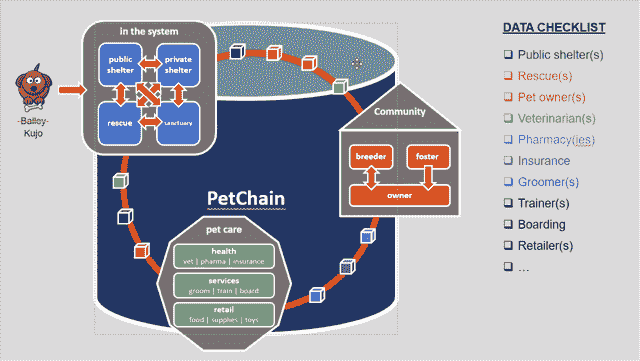 in the system
public
shelter
private
shelter
rescue
sanctuary
-Bailey-
Kujo
Community
breeder
foster
owner
PetChain
pet care
health
vet | pharma | insurance
services
groom | train | board
retail
food | supplies | toys
DATA CHECKLIST
Public shelter(s)
Rescue(s)
Pet owner(s)
Veterinarian(s)
Pharmacy(ies)
Insurance
Groomer(s)
Trainer(s)
Boarding
Retailer(s)
...